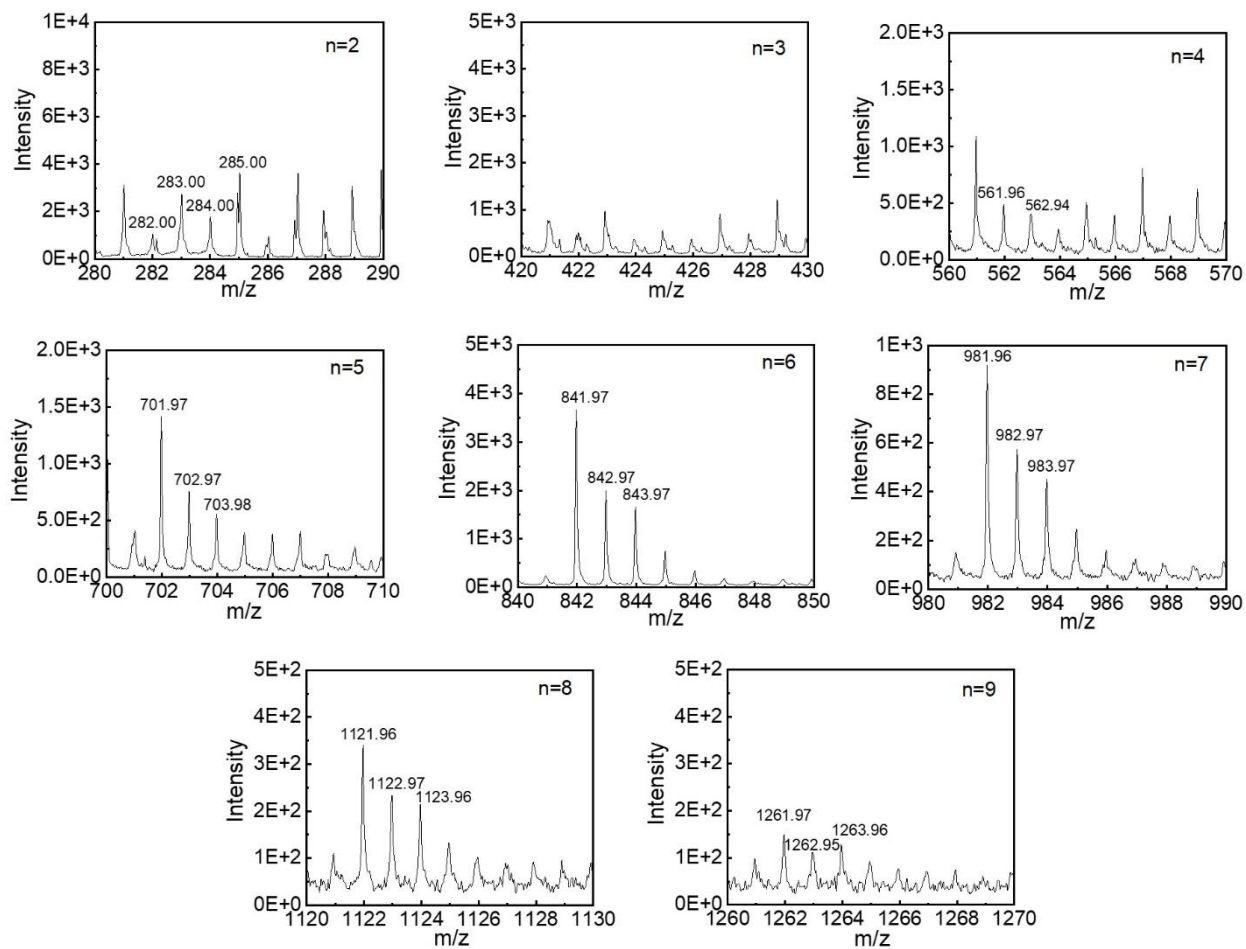 n=2
1E+4
8E+3
6E+3
4E+3
2E+3
0E+0
Intensity
282.00
283.00
284.00
285.00
280 282 284 286 288 290
m/z
n=3
5E+3
4E+3
3E+3
2E+3
1E+3
0E+0
Intensity
420 422 424 426 428 430
m/z
n=4
2.0E+3
1.5E+3
1.0E+3
5.0E+2
0.0E+0
Intensity
561.96
562.94
560 562 564 566 568 570
m/z
n=5
2.0E+3
1.5E+3
1.0E+3
5.0E+2
0.0E+0
Intensity
701.97
702.97
703.98
700 702 704 706 708 710
m/z
n=6
5E+3
4E+3
3E+3
2E+3
1E+3
0E+0
Intensity
841.97
842.97
843.97
840 842 844 846 848 850
m/z
n=7
1E+3
8E+2
6E+2
4E+2
2E+2
0E+0
Intensity
981.96
982.97
983.97
980 982 984 986 988 990
m/z
n=8
5E+2
4E+2
3E+2
2E+2
1E+2
0E+0
Intensity
1121.96
1122.97
1123.96
1120 1122 1124 1126 1128 1130
m/z
n=9
5E+2
4E+2
3E+2
2E+2
1E+2
0E+0
Intensity
1261.97
1262.95
1263.96
1260 1262 1264 1266 1268 1270
m/z